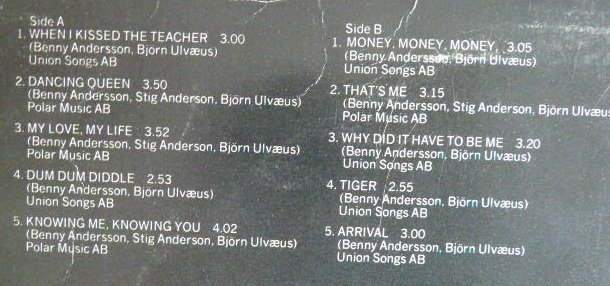 Side A
1. WHEN I KISSED THE TEACHER 3.00
(Benny Andersson, Björn Ulvæus)
Union Songs AB
2. DANCING QUEEN 3.50
(Benny Andersson, Stig Anderson, Björn Ulvæus)
Polar Music AB
3. MY LOVE, MY LIFE 3.52
(Benny Andersson, Stig Anderson, Björn Ulvæus)
Polar Music AB
4. DUM DUM DIDDLE 2.53
(Benny Andersson, Björn Ulvæus)
Union Songs AB
5. KNOWING ME, KNOWING YOU 4.02
(Benny Andersson, Stig Anderson, Björn Ulvæus)
Polar Music AB
Side B
1. MONEY, MONEY, MONEY, 3.05
(Benny Andersson, Björn Ulvæus)
Union Songs AB
2. THAT'S ME 3.15
(Benny Andersson, Stig Anderson, Björn Ulvæus
Polar Music AB
3. WHY DID IT HAVE TO BE ME 3.20
(Benny Andersson, Björn Ulvæus)
Union Songs AB
4. TIGER 2.55
(Benny Andersson, Björn Ulvæus)
Union Songs AB
5. ARRIVAL 3.00
(Benny Andersson, Björn Ulvæus)
Union Songs AB